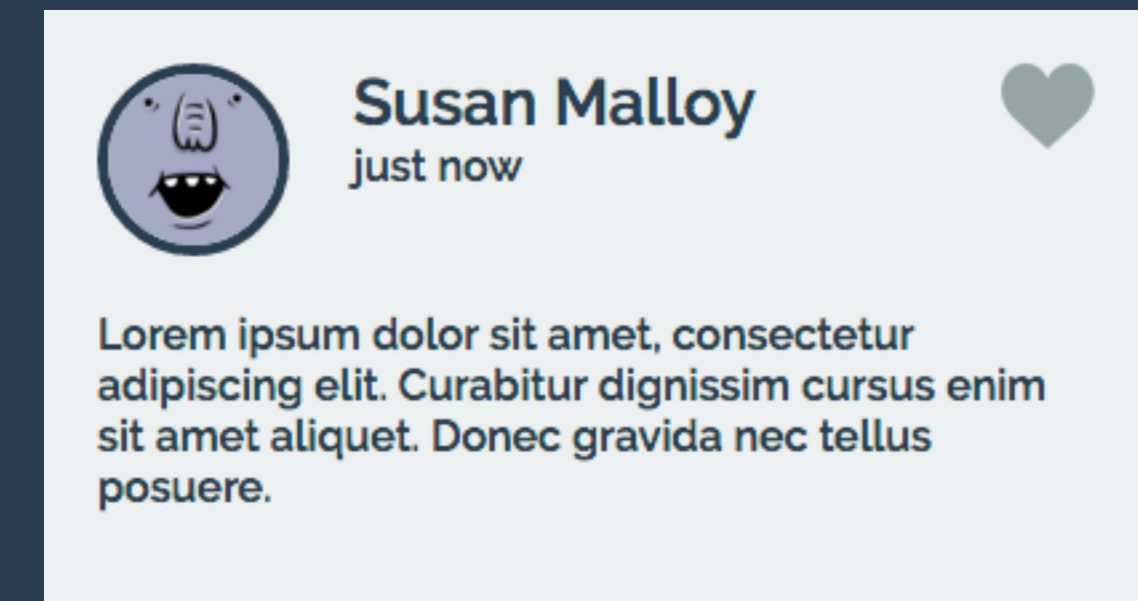 Susan Malloy
just now
Lorem ipsum dolor sit amet, consectetur
adipiscing elit. Curabitur dignissim cursus enim
sit amet aliquet. Donec gravida nec tellus
posuere.